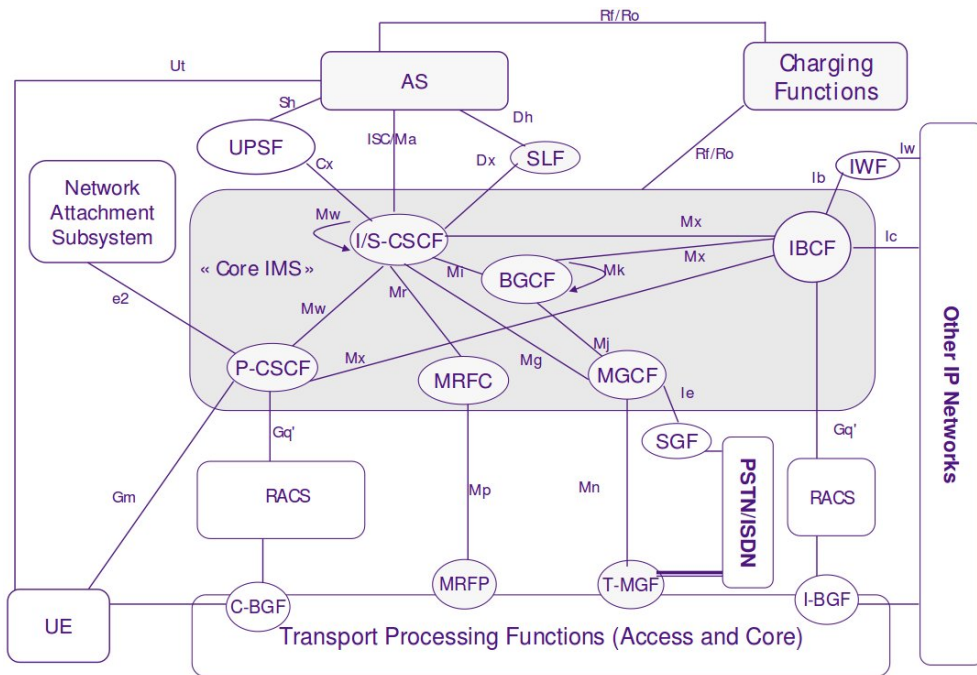 Rf/Ro
Ut
AS
Charging
Functions
Sh
ISC/Ma
Dh
UPSF
SLF
Rf/Ro
Iw
IWF
Cx
Dx
Ib
Network
Attachment
Subsystem
Mw
I/S-CSCF
Mx
IBCF
Ic
« Core IMS »
Mi
BGCF
Mk
Mx
e2
Mw
Mr
Mx
Mg
Mj
P-CSCF
MRFC
MGCF
Ie
Other IP Networks
Gq'
SGF
Gq'
Gm
RACS
Mp
Mn
PSTN/ISDN
RACS
UE
C-BGF
MRFP
T-MGF
I-BGF
Transport Processing Functions (Access and Core)